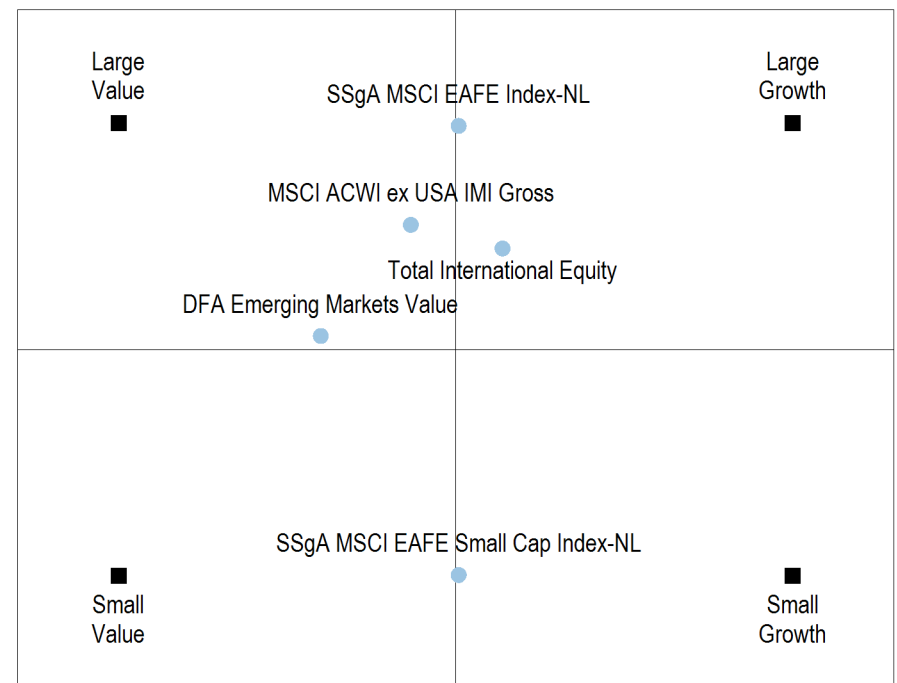 Large
Value
Large
Growth
SSgA MSCI EAFE Index-NL
MSCI ACWI ex USA IMI Gross
Total International Equity
DFA Emerging Markets Value
SSgA MSCI EAFE Small Cap Index-NL
Small
Value
Small
Growth